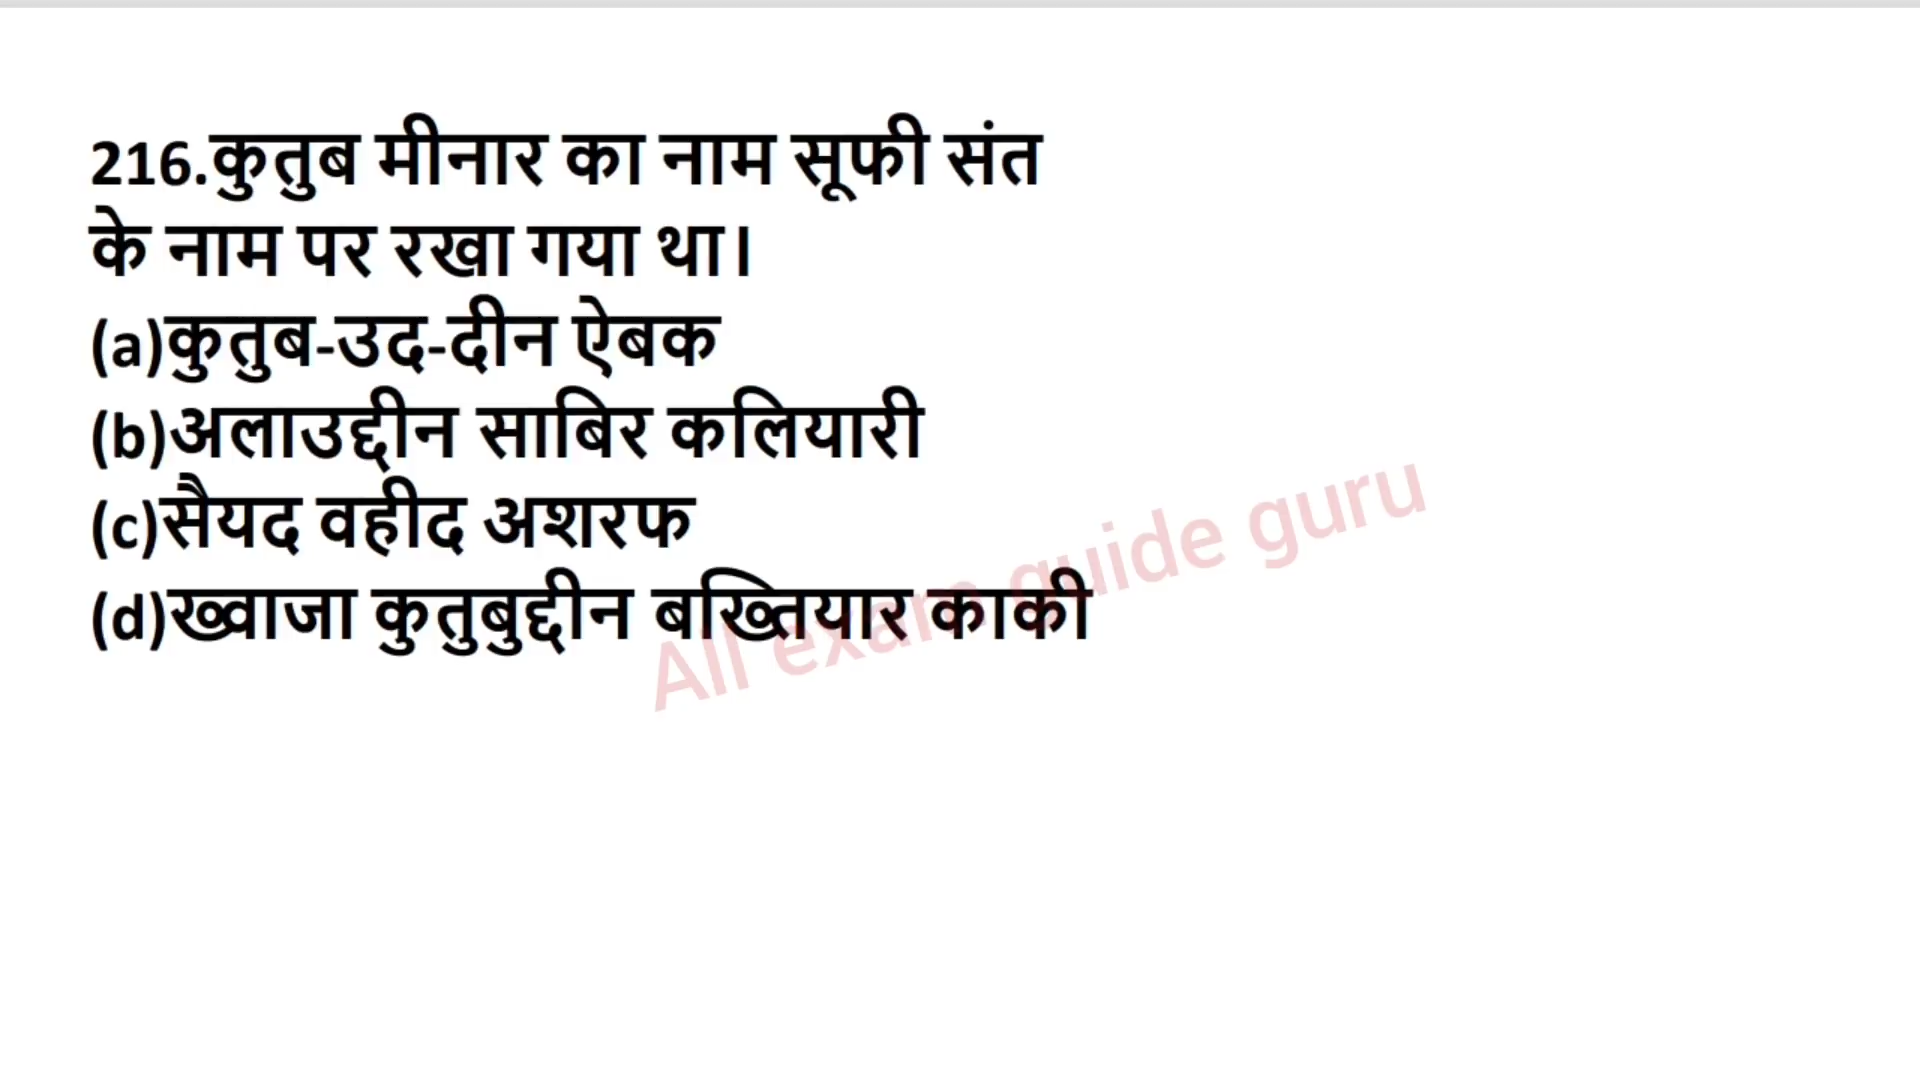 216.कुतुब मीनार का नाम सूफी संत
के नाम पर रखा गया था।
(a)कुतुब-उद-दीन ऐबक
(b)अलाउद्दीन साबिर कलियारी
(c)सैयद वहीद अशरफ
(d)ख्वाजा कुतुबुद्दीन बख्तियार काकी
All exam guide guru